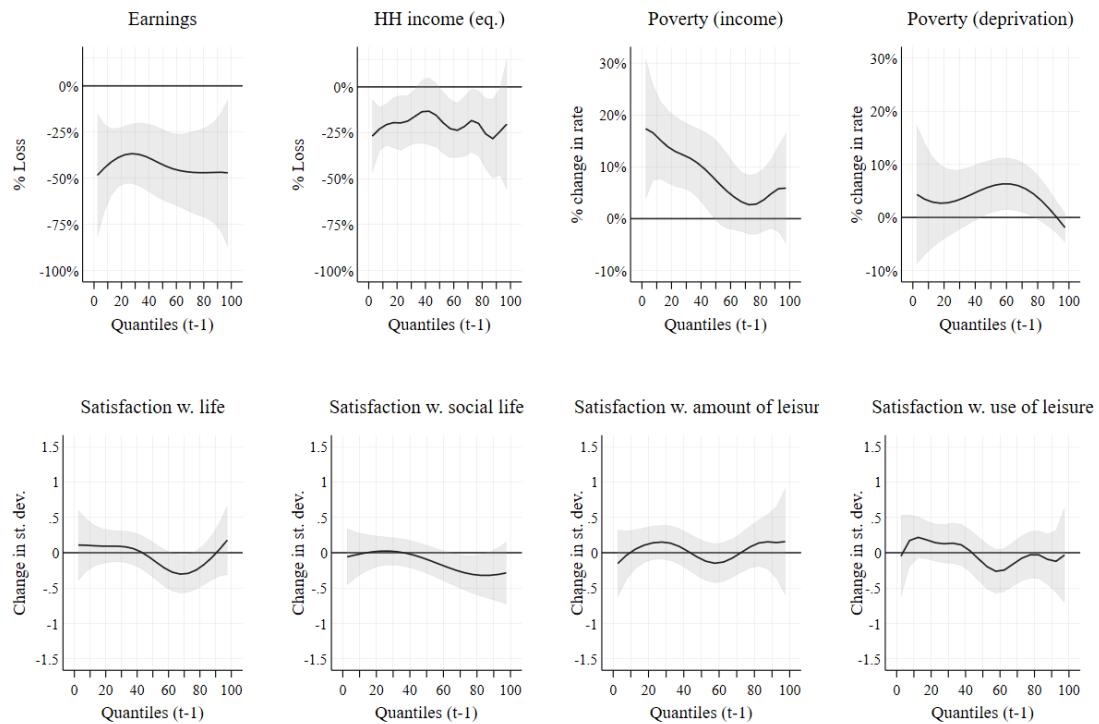 Earnings
% Loss
0%
-25%
-50%
-75%
-100%
0 20 40 60 80 100
Quantiles (t-1)
HH income (eq.)
% Loss
0%
-25%
-50%
-75%
-100%
0 20 40 60 80 100
Quantiles (t-1)
Poverty (income)
% change in rate
30%
20%
10%
0%
-10%
0 20 40 60 80 100
Quantiles (t-1)
Poverty (deprivation)
% change in rate
30%
20%
10%
0%
-10%
0 20 40 60 80 100
Quantiles (t-1)
Satisfaction w. life
Change in st. dev.
1.5
1
.5
0
-.5
-1
-1.5
0 20 40 60 80 100
Quantiles (t-1)
Satisfaction w. social life
Change in st. dev.
1.5
1
.5
0
-.5
-1
-1.5
0 20 40 60 80 100
Quantiles (t-1)
Satisfaction w. amount of leisur
Change in st. dev.
1.5
1
.5
0
-.5
-1
-1.5
0 20 40 60 80 100
Quantiles (t-1)
Satisfaction w. use of leisure
Change in st. dev.
1.5
1
.5
0
-.5
-1
-1.5
0 20 40 60 80 100
Quantiles (t-1)